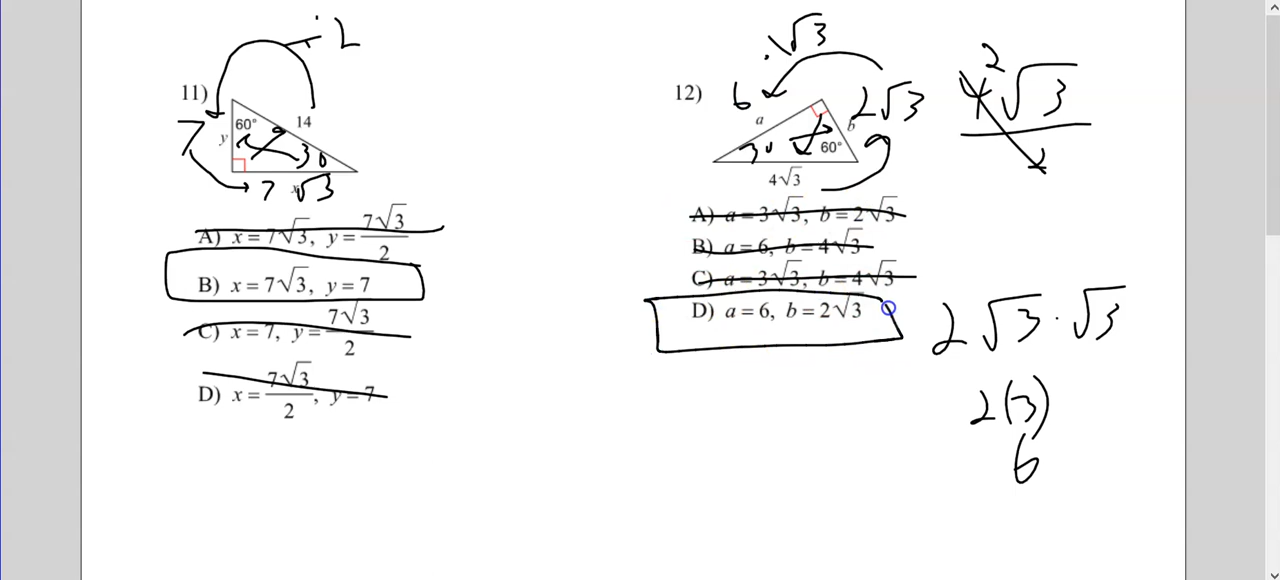 ÷2
11)
60°
14
7
y
30
7 √3
A) x = 7√3, y = 7√3/2
B) x = 7√3, y = 7
C) x = 7, y = 7√3/2
D) x = 7√3/2, y = 7
12)
·√3
6
a
2√3
b
30
60°
4√3
A) a = 3√3, b = 2√3
B) a = 6, b = 4√3
C) a = 3√3, b = 4√3
D) a = 6, b = 2√3
2
4√3
2
2√3 · √3
2(3)
6